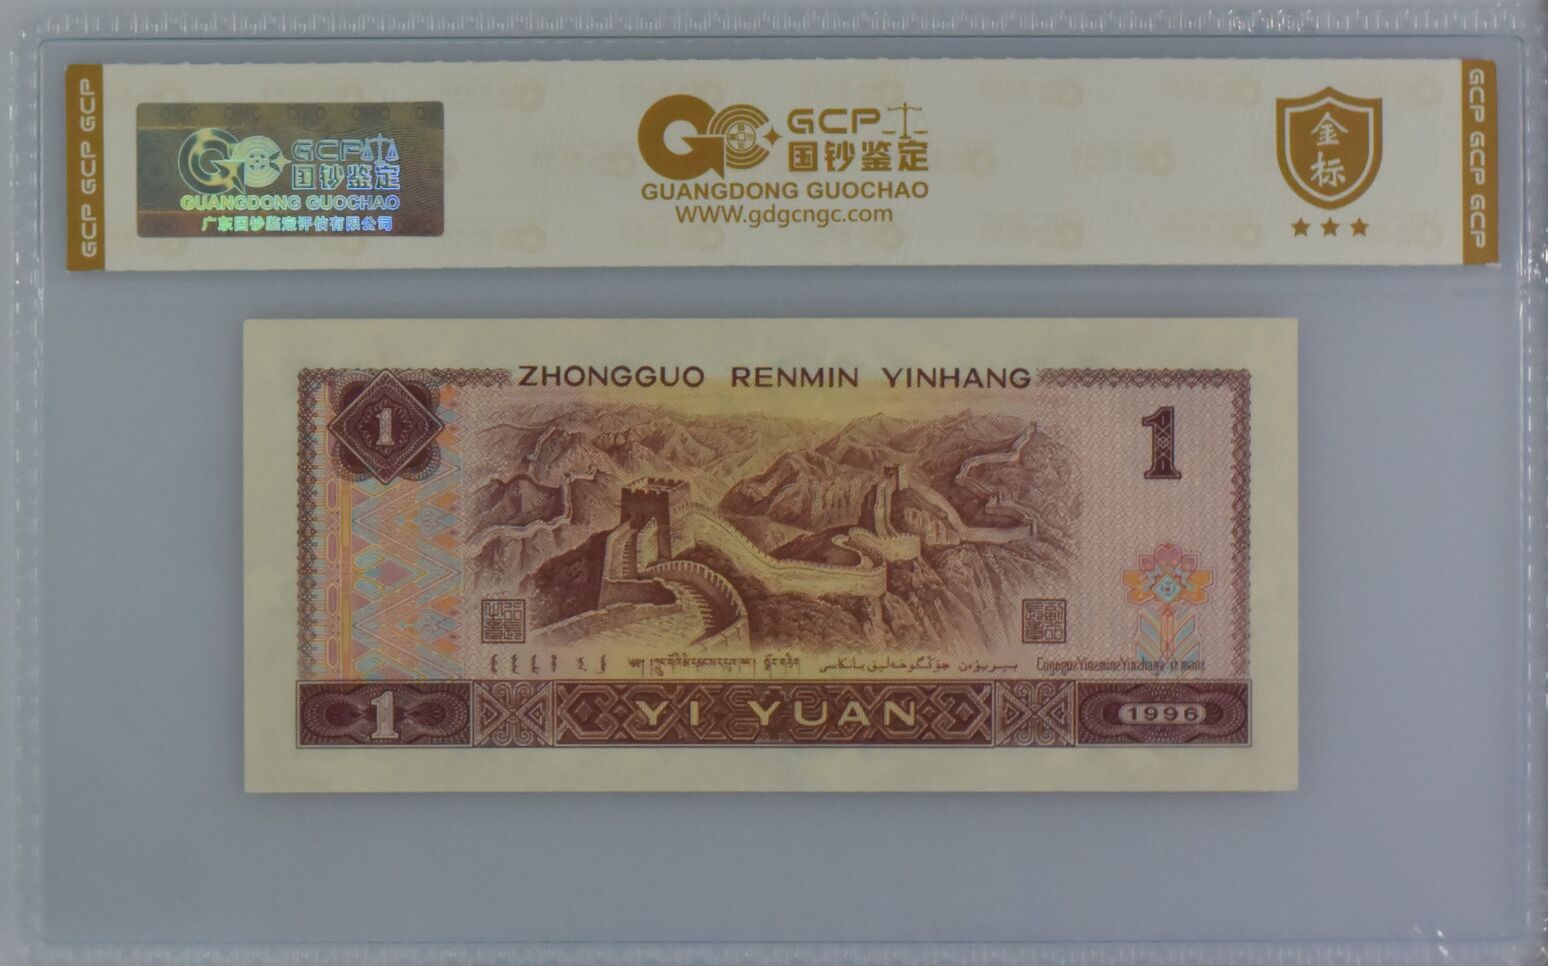 GCP GCP GCP
GCP
国钞鉴定
GUANGDONG GUOCHAO
广东国钞鉴定评估有限公司
GCP
国钞鉴定
GUANGDONG GUOCHAO
WWW.gdgcngc.com
金标
GCP GCP GCP
ZHONGGUO RENMIN YINHANG
1
1
1
YI YUAN
1996